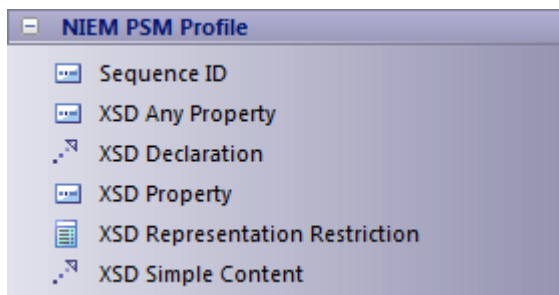 NIEM PSM Profile
Sequence ID
XSD Any Property
XSD Declaration
XSD Property
XSD Representation Restriction
XSD Simple Content